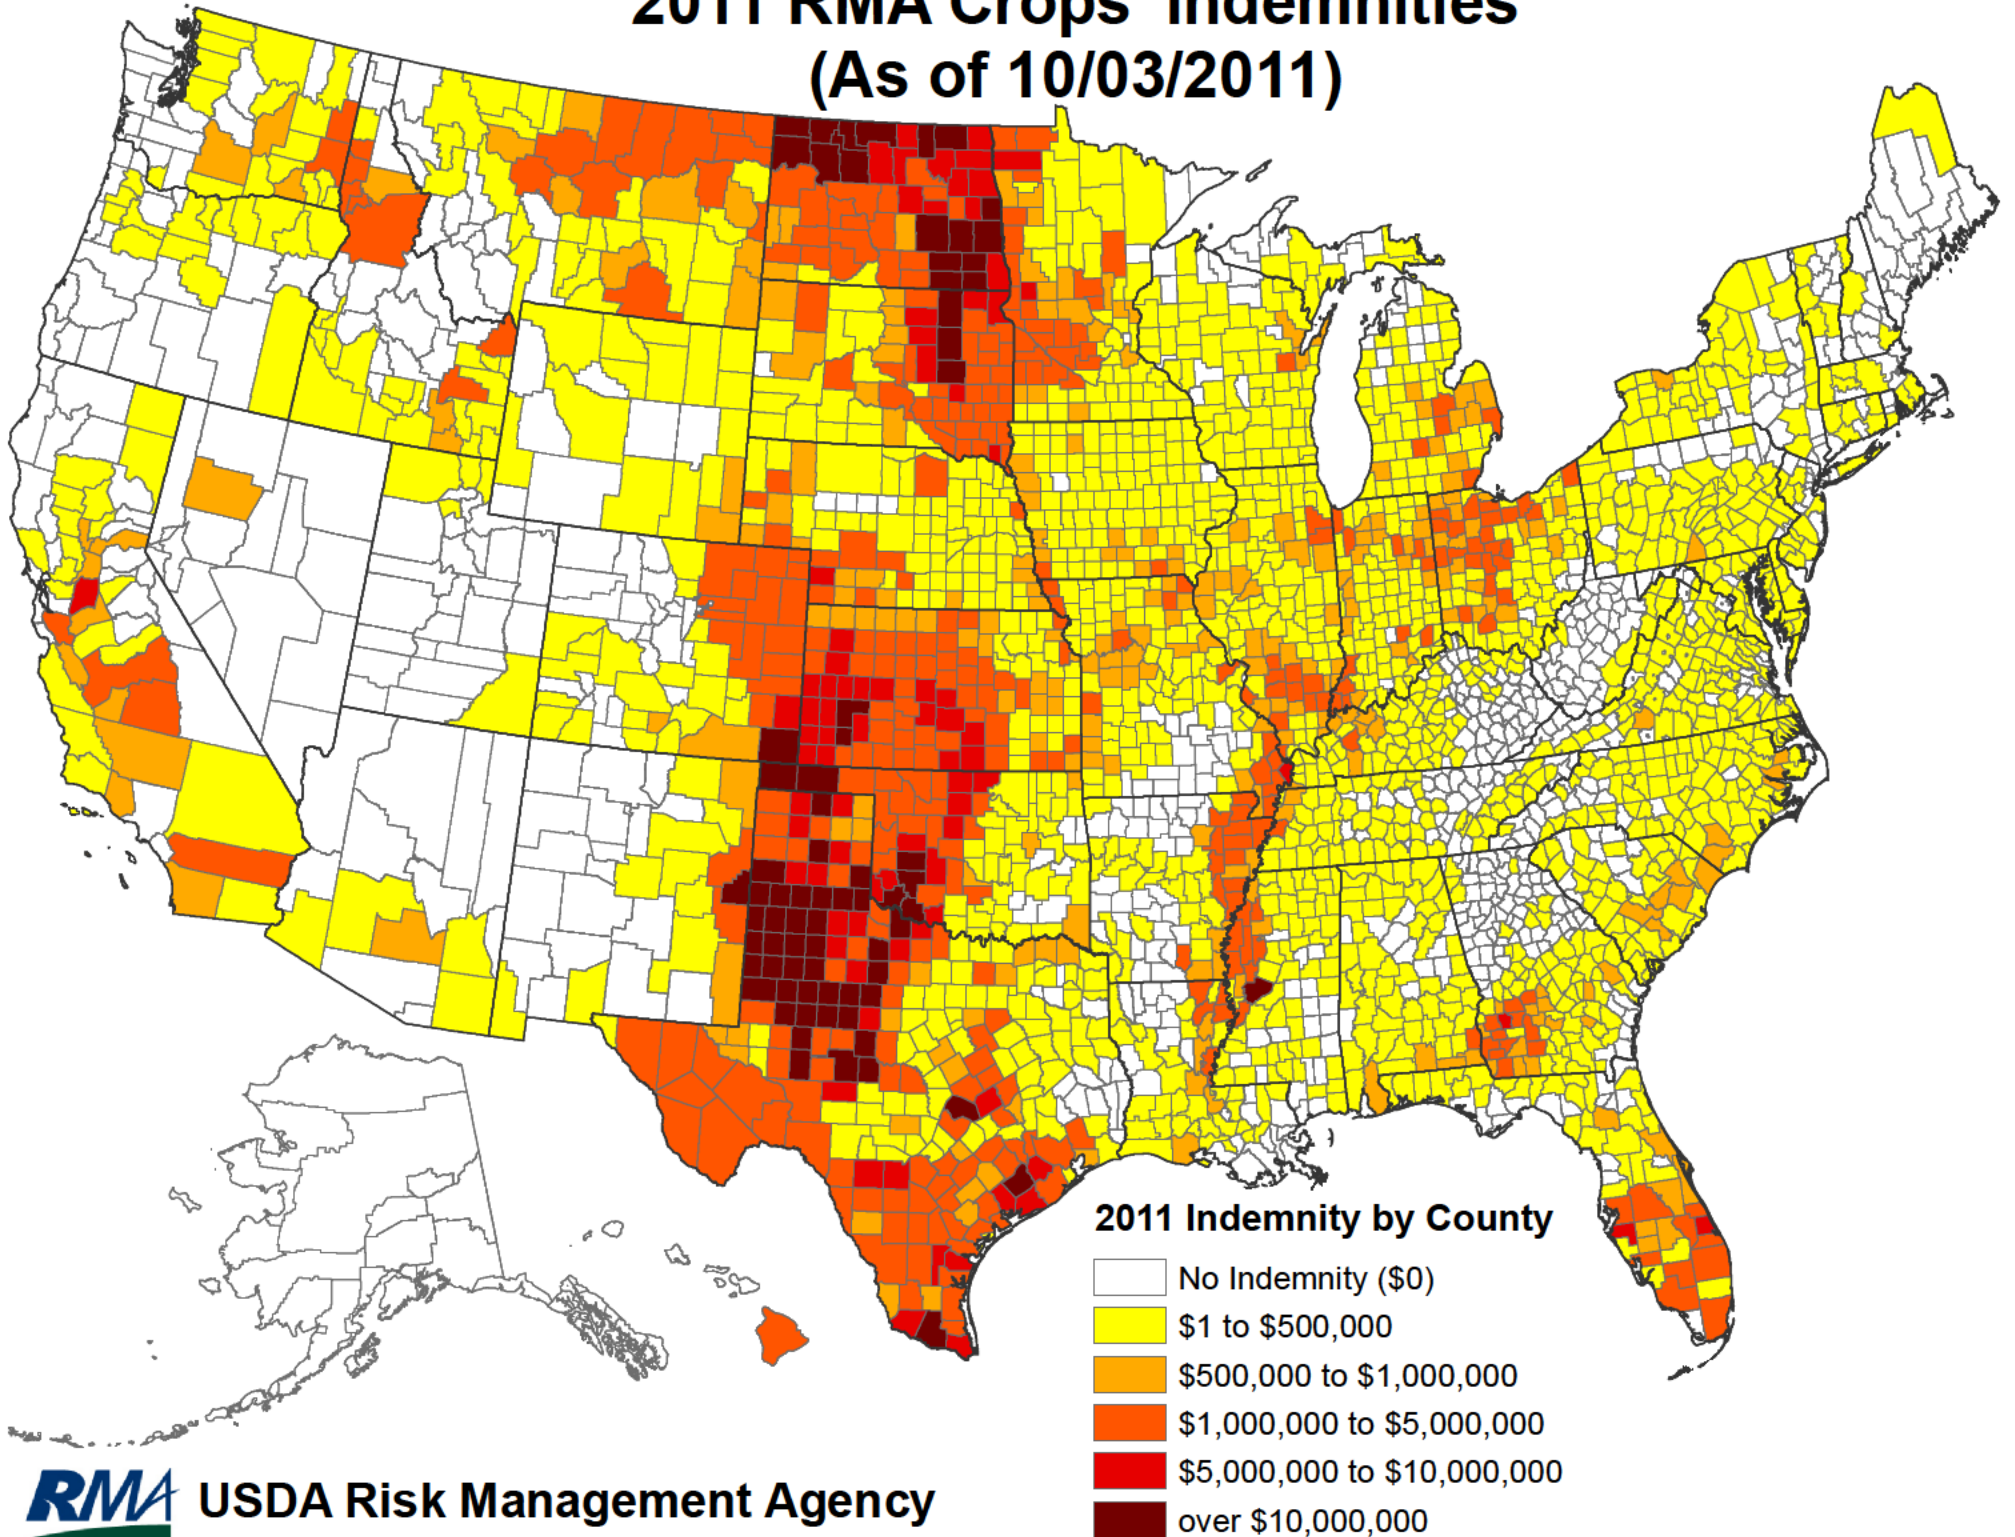 2011 RMA Crops' Indemnities
(As of 10/03/2011)
2011 Indemnity by County
No Indemnity ($0)
$1 to $500,000
$500,000 to $1,000,000
$1,000,000 to $5,000,000
$5,000,000 to $10,000,000
over $10,000,000
RMA USDA Risk Management Agency